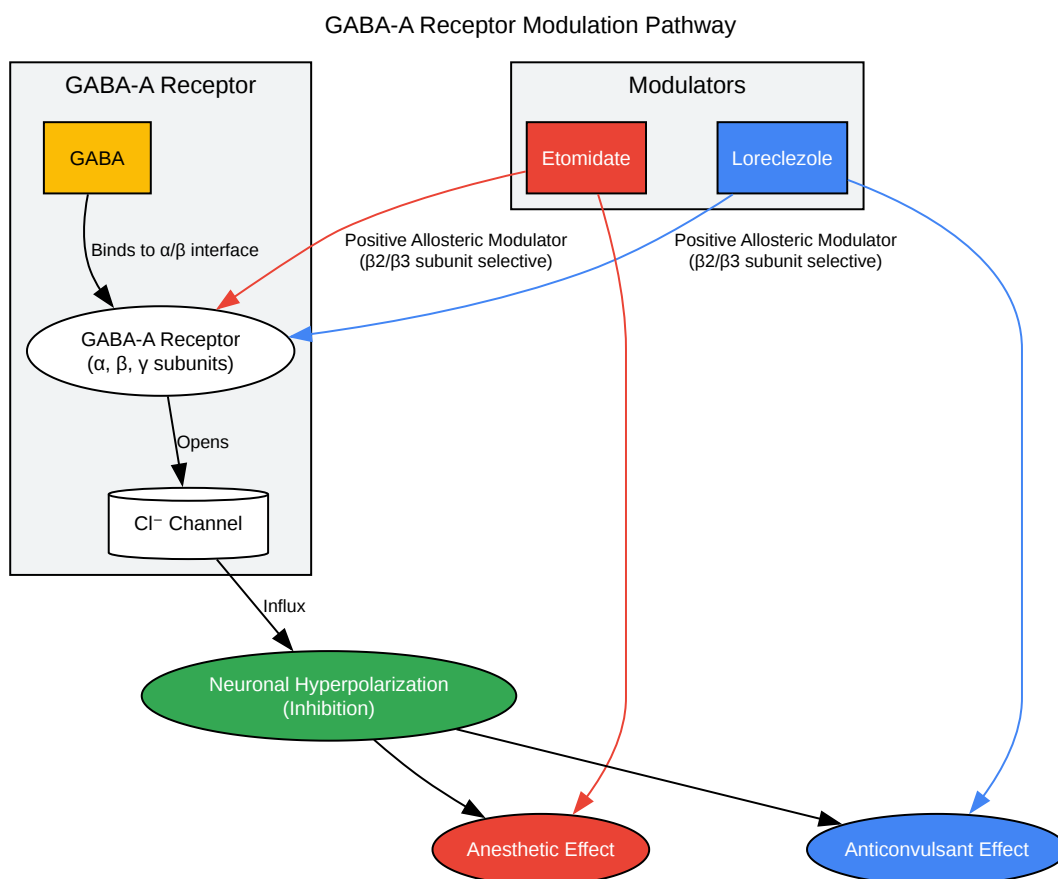 GABA-A Receptor Modulation Pathway
GABA-A Receptor
Modulators
GABA
Etomidate
Loreclezole
Binds to α/β interface
Positive Allosteric Modulator
(β2/β3 subunit selective)
Positive Allosteric Modulator
(β2/β3 subunit selective)
GABA-A Receptor
(α, β, γ subunits)
Opens
Cl⁻ Channel
Influx
Neuronal Hyperpolarization
(Inhibition)
Anesthetic Effect
Anticonvulsant Effect